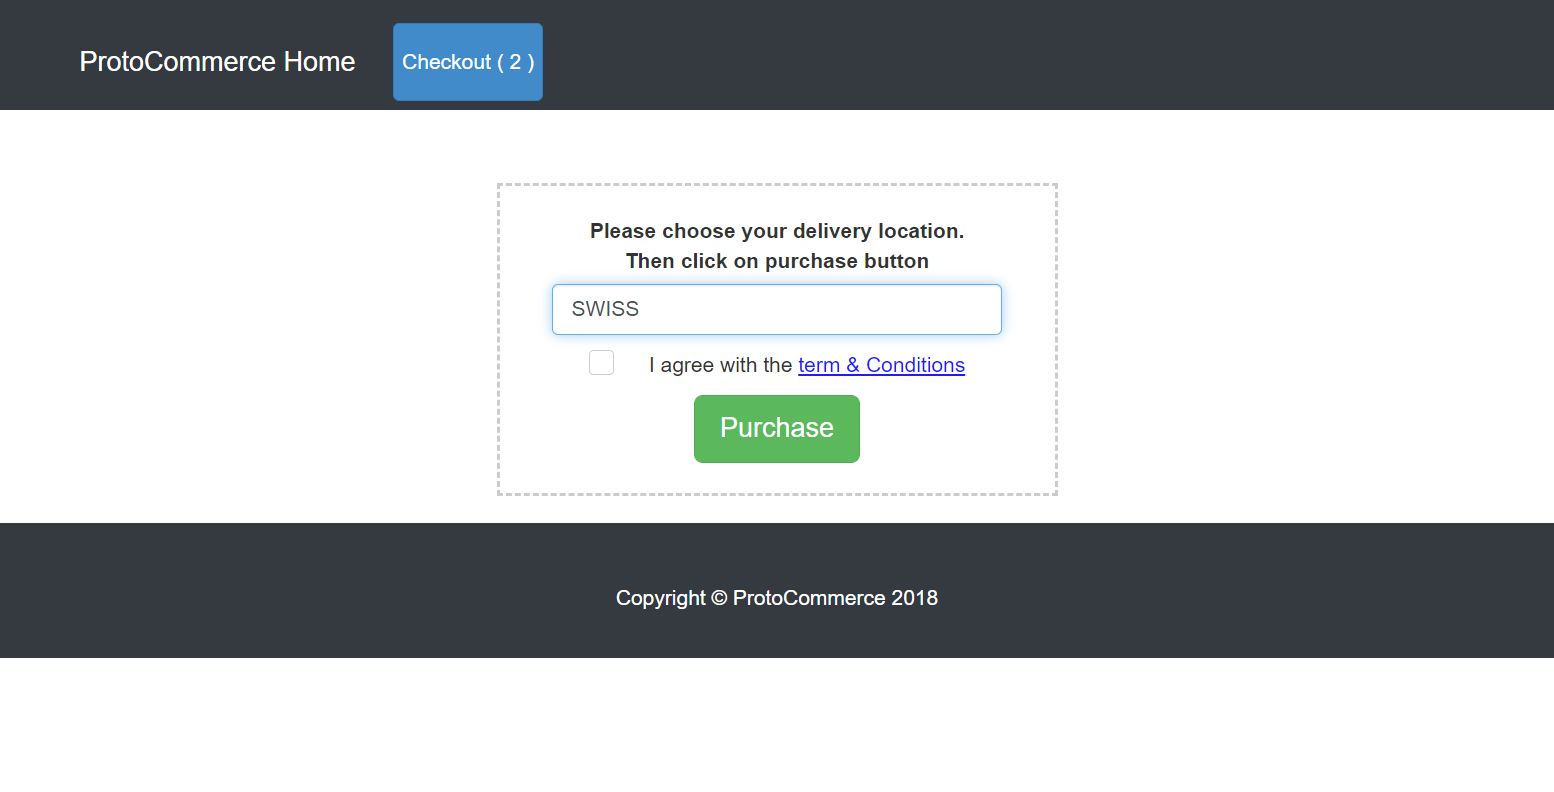 ProtoCommerce Home
Checkout ( 2 )
Please choose your delivery location.
Then click on purchase button
SWISS
I agree with the term & Conditions
Purchase
Copyright © ProtoCommerce 2018